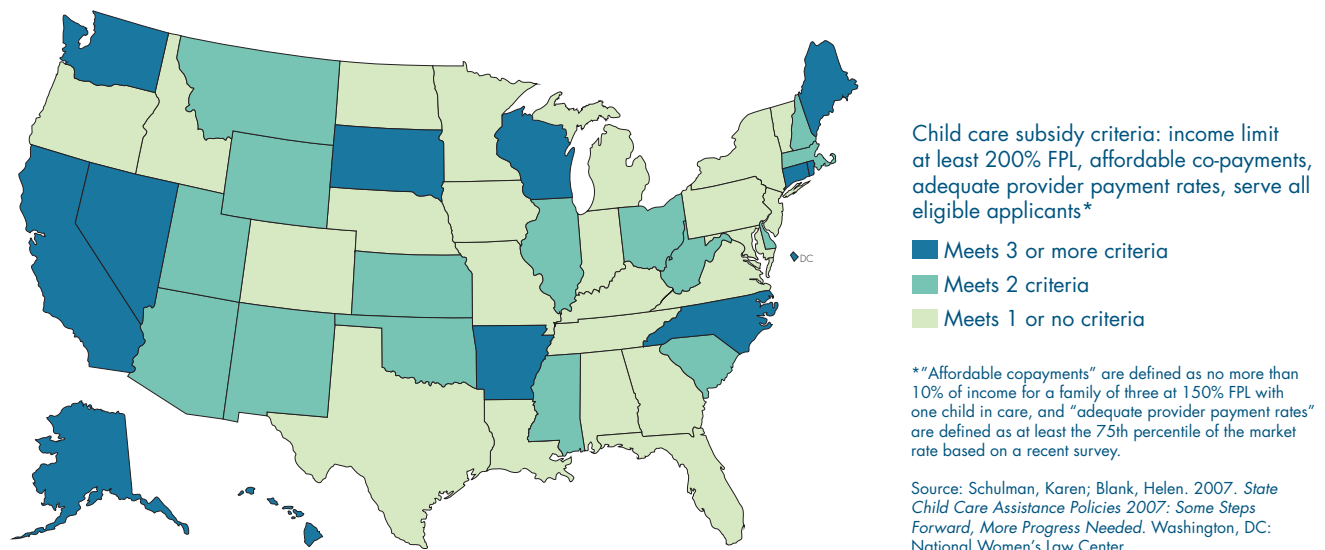 Child care subsidy criteria: income limit
at least 200% FPL, affordable co-payments,
adequate provider payment rates, serve all
eligible applicants*
Meets 3 or more criteria
DC
Meets 2 criteria
Meets 1 or no criteria
*"Affordable copayments" are defined as no more than
10% of income for a family of three at 150% FPL with
one child in care, and "adequate provider payment rates"
are defined as at least the 75th percentile of the market
rate based on a recent survey.
Source: Schulman, Karen; Blank, Helen. 2007. State
Child Care Assistance Policies 2007: Some Steps
Forward, More Progress Needed. Washington, DC:
National Women's Law Center